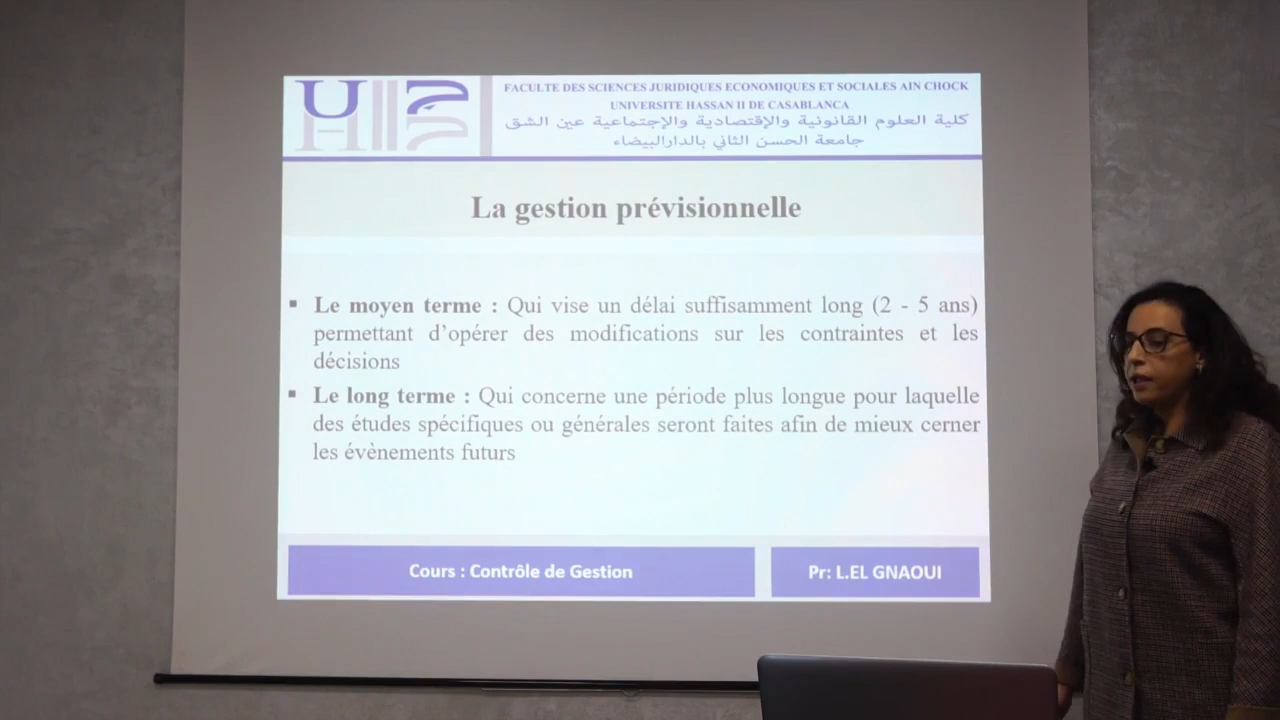 FACULTE DES SCIENCES JURIDIQUES ECONOMIQUES ET SOCIALES AIN CHOCK
UNIVERSITE HASSAN II DE CASABLANCA
كلية العلوم القانونية والإقتصادية والإجتماعية عين الشق
جامعة الحسن الثاني بالدارالبيضاء
La gestion prévisionnelle
▪ Le moyen terme : Qui vise un délai suffisamment long (2 - 5 ans)
permettant d’opérer des modifications sur les contraintes et les
décisions
▪ Le long terme : Qui concerne une période plus longue pour laquelle
des études spécifiques ou générales seront faites afin de mieux cerner
les évènements futurs
Cours : Contrôle de Gestion
Pr: L.EL GNAOUI